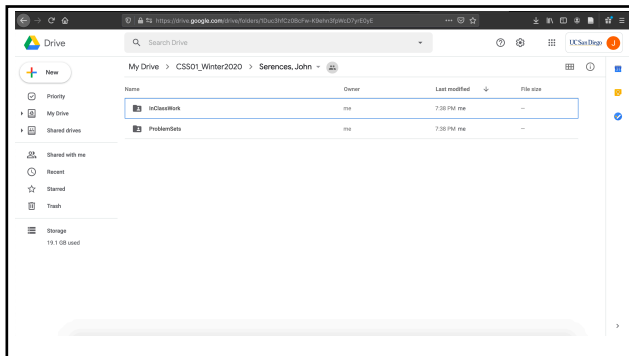 https://drive.google.com/drive/folders/1Duc3hfCz0BcFw-K9ehn3fpWcD7yrE0yE
Drive
Search Drive
UC San Diego
J
New
My Drive > CSS01_Winter2020 > Serences, John
Name Owner Last modified File size
Priority
InClassWork me 7:38 PM me –
My Drive
ProblemSets me 7:38 PM me –
Shared drives
Shared with me
Recent
Starred
Trash
Storage
19.1 GB used